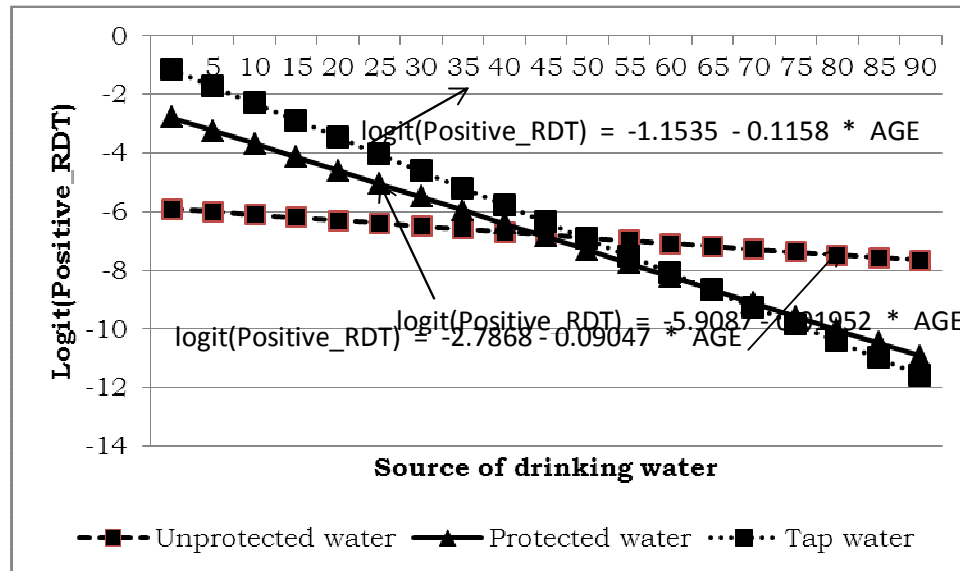 0
5 10 15 20 25 30 35 40 45 50 55 60 65 70 75 80 85 90
-2
-4
-6
-8
-10
-12
-14
Logit(Positive_RDT)
logit(Positive_RDT) = -1.1535 - 0.1158 * AGE
logit(Positive_RDT) = -5.9087 - 0.01952 * AGE
logit(Positive_RDT) = -2.7868 - 0.09047 * AGE
Source of drinking water
Unprotected water Protected water Tap water